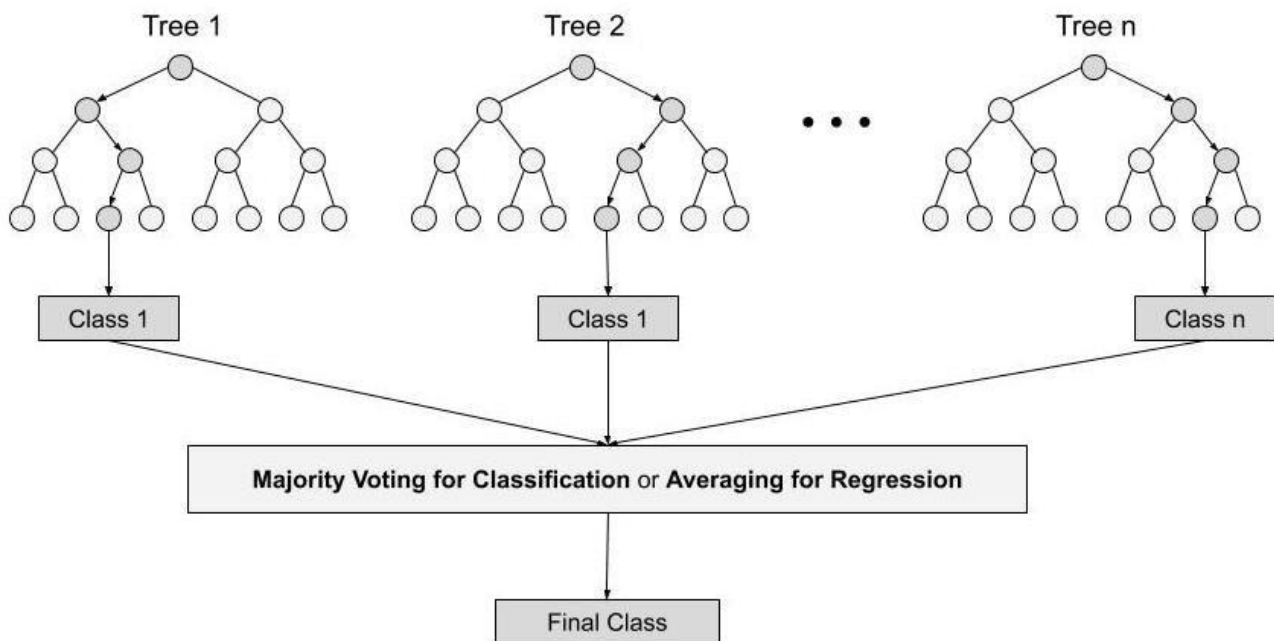 Tree 1
Tree 2
Tree n
Class 1
Class 1
Class n
Majority Voting for Classification or Averaging for Regression
Final Class